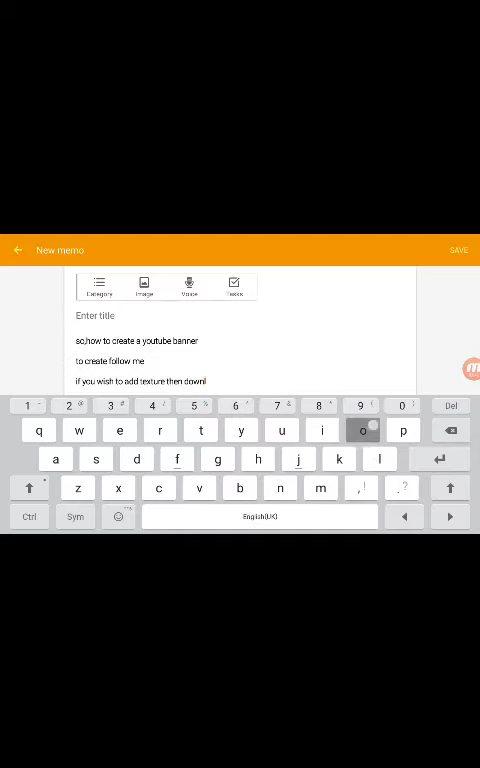 New memo
SAVE
Category Image Voice Tasks
Enter title
so,how to create a youtube banner
to create follow me
if you wish to add texture then downl
1 - 2 @ 3 # 4 / 5 % 6 ^ 7 & 8 * 9 ( 0 ) Del
q w e r t y u i o p
a s d f g h j k l
z x c v b n m , ! . ?
Ctrl Sym English(UK)